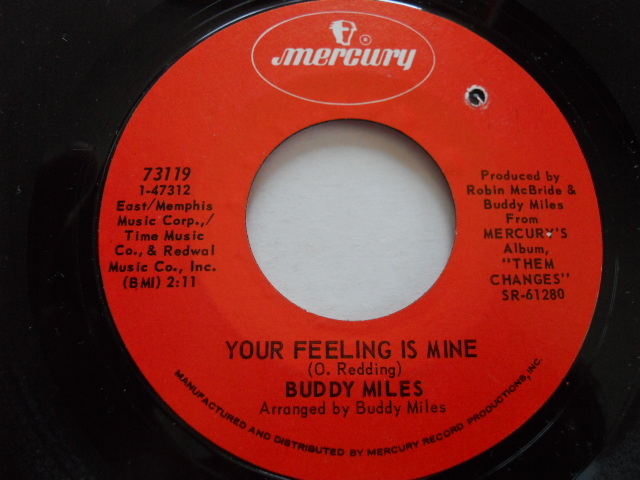 mercury
®
73119
1-47312
East/Memphis
Music Corp.,/
Time Music
Co., & Redwal
Music Co., Inc.
(BMI) 2:11
Produced by
Robin McBride &
Buddy Miles
From
MERCURY'S
Album,
"THEM
CHANGES"
SR-61280
YOUR FEELING IS MINE
(O. Redding)
BUDDY MILES
Arranged by Buddy Miles
MANUFACTURED AND DISTRIBUTED BY MERCURY RECORD PRODUCTIONS, INC.